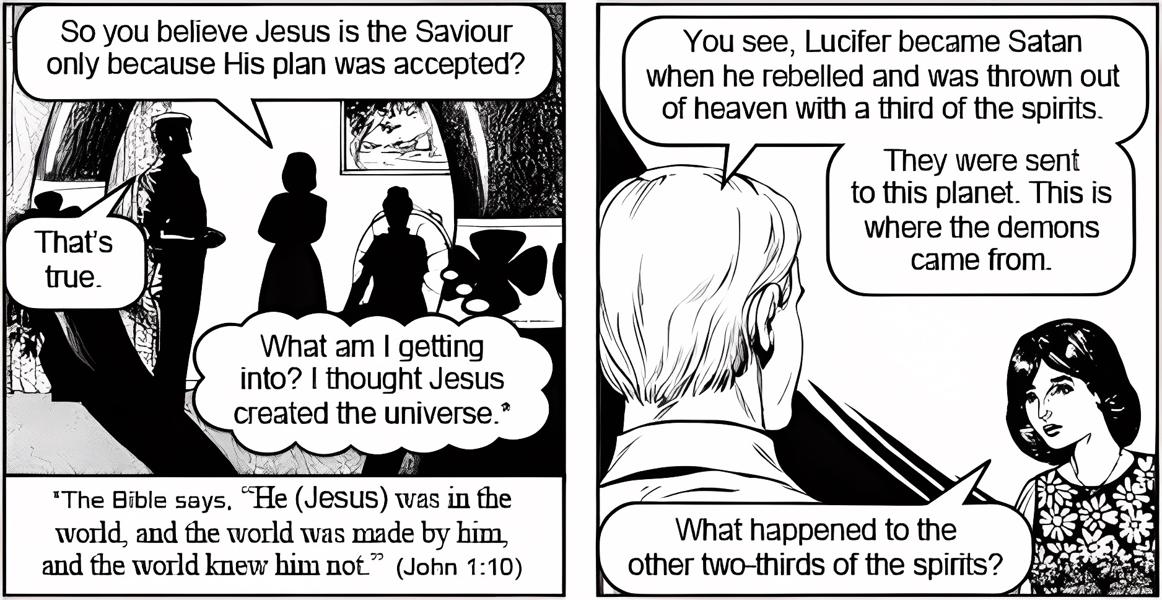 So you believe Jesus is the Saviour
only because His plan was accepted?
That's
true.
What am I getting
into? I thought Jesus
created the universe.*
*The Bible says, "He (Jesus) was in the
world, and the world was made by him,
and the world knew him not." (John 1:10)
You see, Lucifer became Satan
when he rebelled and was thrown out
of heaven with a third of the spirits.
They were sent
to this planet. This is
where the demons
came from.
What happened to the
other two-thirds of the spirits?